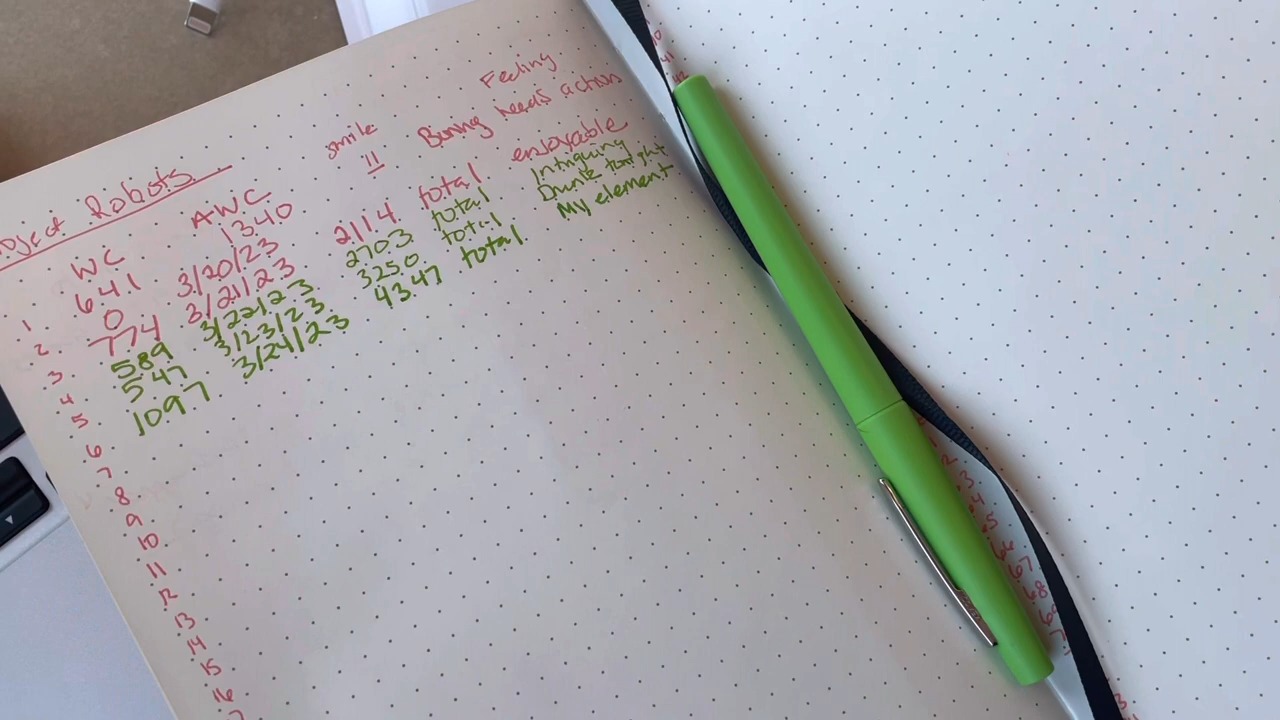 oject Robots
WC AWC smile Feeling
1. 641 1340 11 Boring needs action
2. 0 3/20/23
3. 774 3/21/23 2114 total enjoyable
4. 589 3/22/23 2703 total Intriguing
5. 547 3/23/23 3250 total Drunk tonight
6. 1097 3/24/23 4347 total My element
7.
8.
9.
10.
11.
12.
13.
14.
15.
16